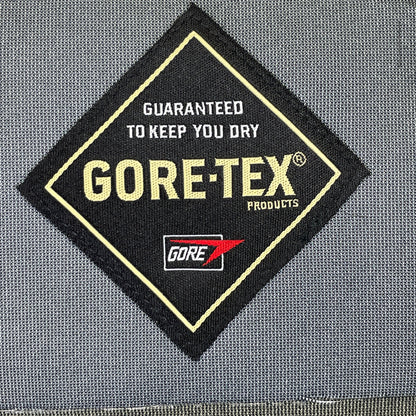 GUARANTEED
TO KEEP YOU DRY
GORE-TEX®
PRODUCTS
GORE